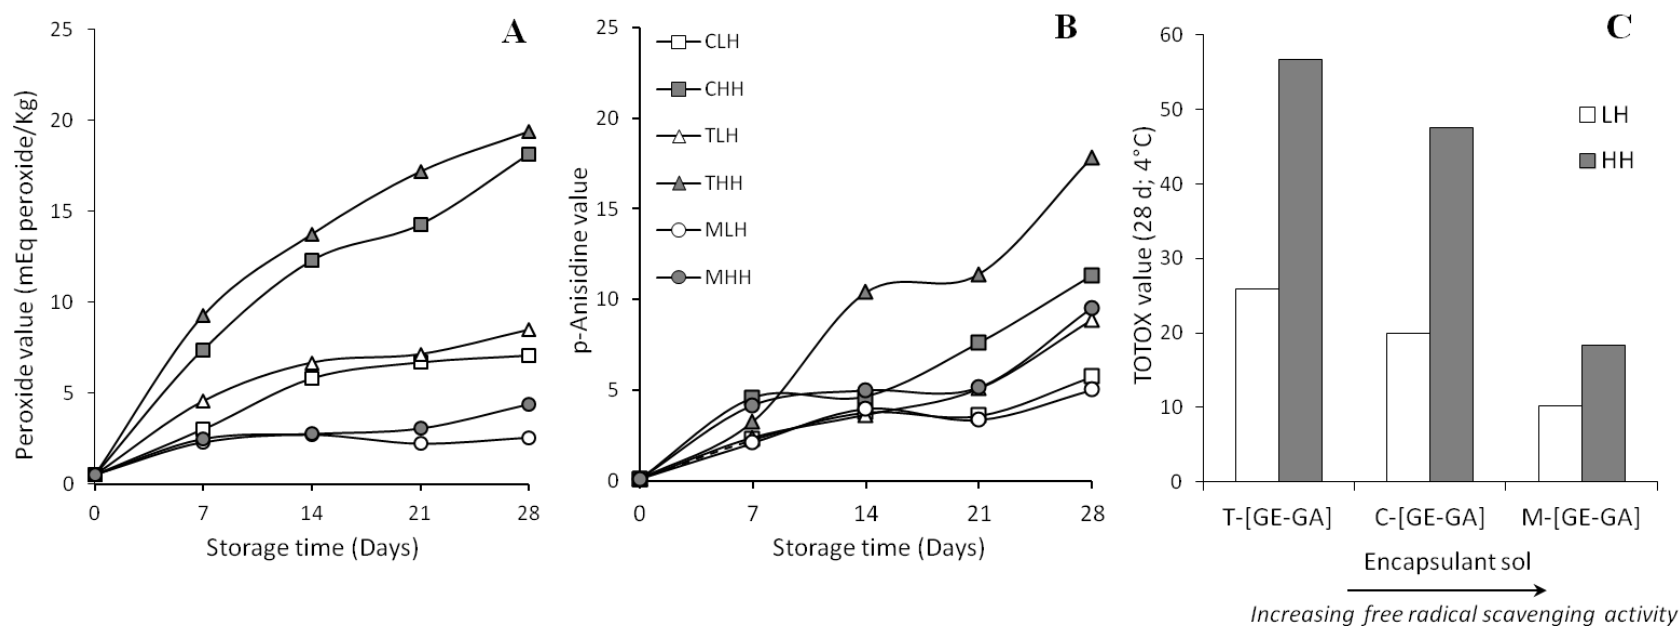 A
Peroxide value (mEq peroxide/Kg)
25
20
15
10
5
0
0 7 14 21 28
Storage time (Days)
B
p-Anisidine value
25
20
15
10
5
0
CLH
CHH
TLH
THH
MLH
MHH
0 7 14 21 28
Storage time (Days)
C
TOTOX value (28 d; 4°C)
60
50
40
30
20
10
0
LH
HH
T-[GE-GA] C-[GE-GA] M-[GE-GA]
Encapsulant sol
Increasing free radical scavenging activity